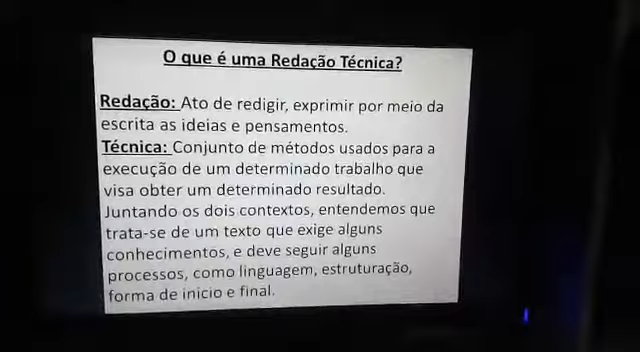 O que é uma Redação Técnica?
Redação: Ato de redigir, exprimir por meio da
escrita as ideias e pensamentos.
Técnica: Conjunto de métodos usados para a
execução de um determinado trabalho que
visa obter um determinado resultado.
Juntando os dois contextos, entendemos que
trata-se de um texto que exige alguns
conhecimentos, e deve seguir alguns
processos, como linguagem, estruturação,
forma de inicio e final.